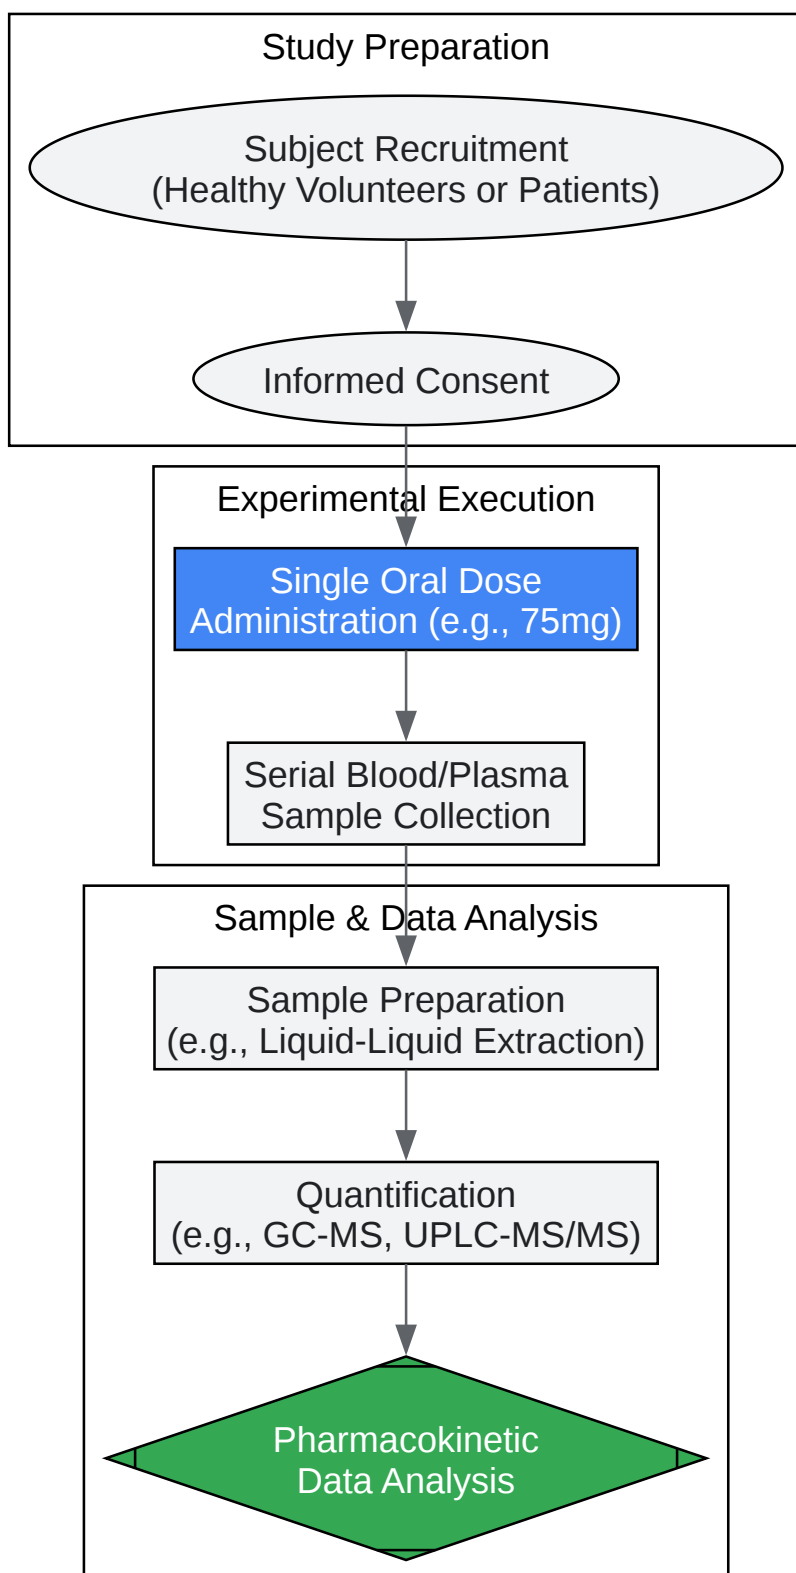 Study Preparation
Subject Recruitment
(Healthy Volunteers or Patients)
Informed Consent
Experimental Execution
Single Oral Dose
Administration (e.g., 75mg)
Serial Blood/Plasma
Sample Collection
Sample & Data Analysis
Sample Preparation
(e.g., Liquid-Liquid Extraction)
Quantification
(e.g., GC-MS, UPLC-MS/MS)
Pharmacokinetic
Data Analysis